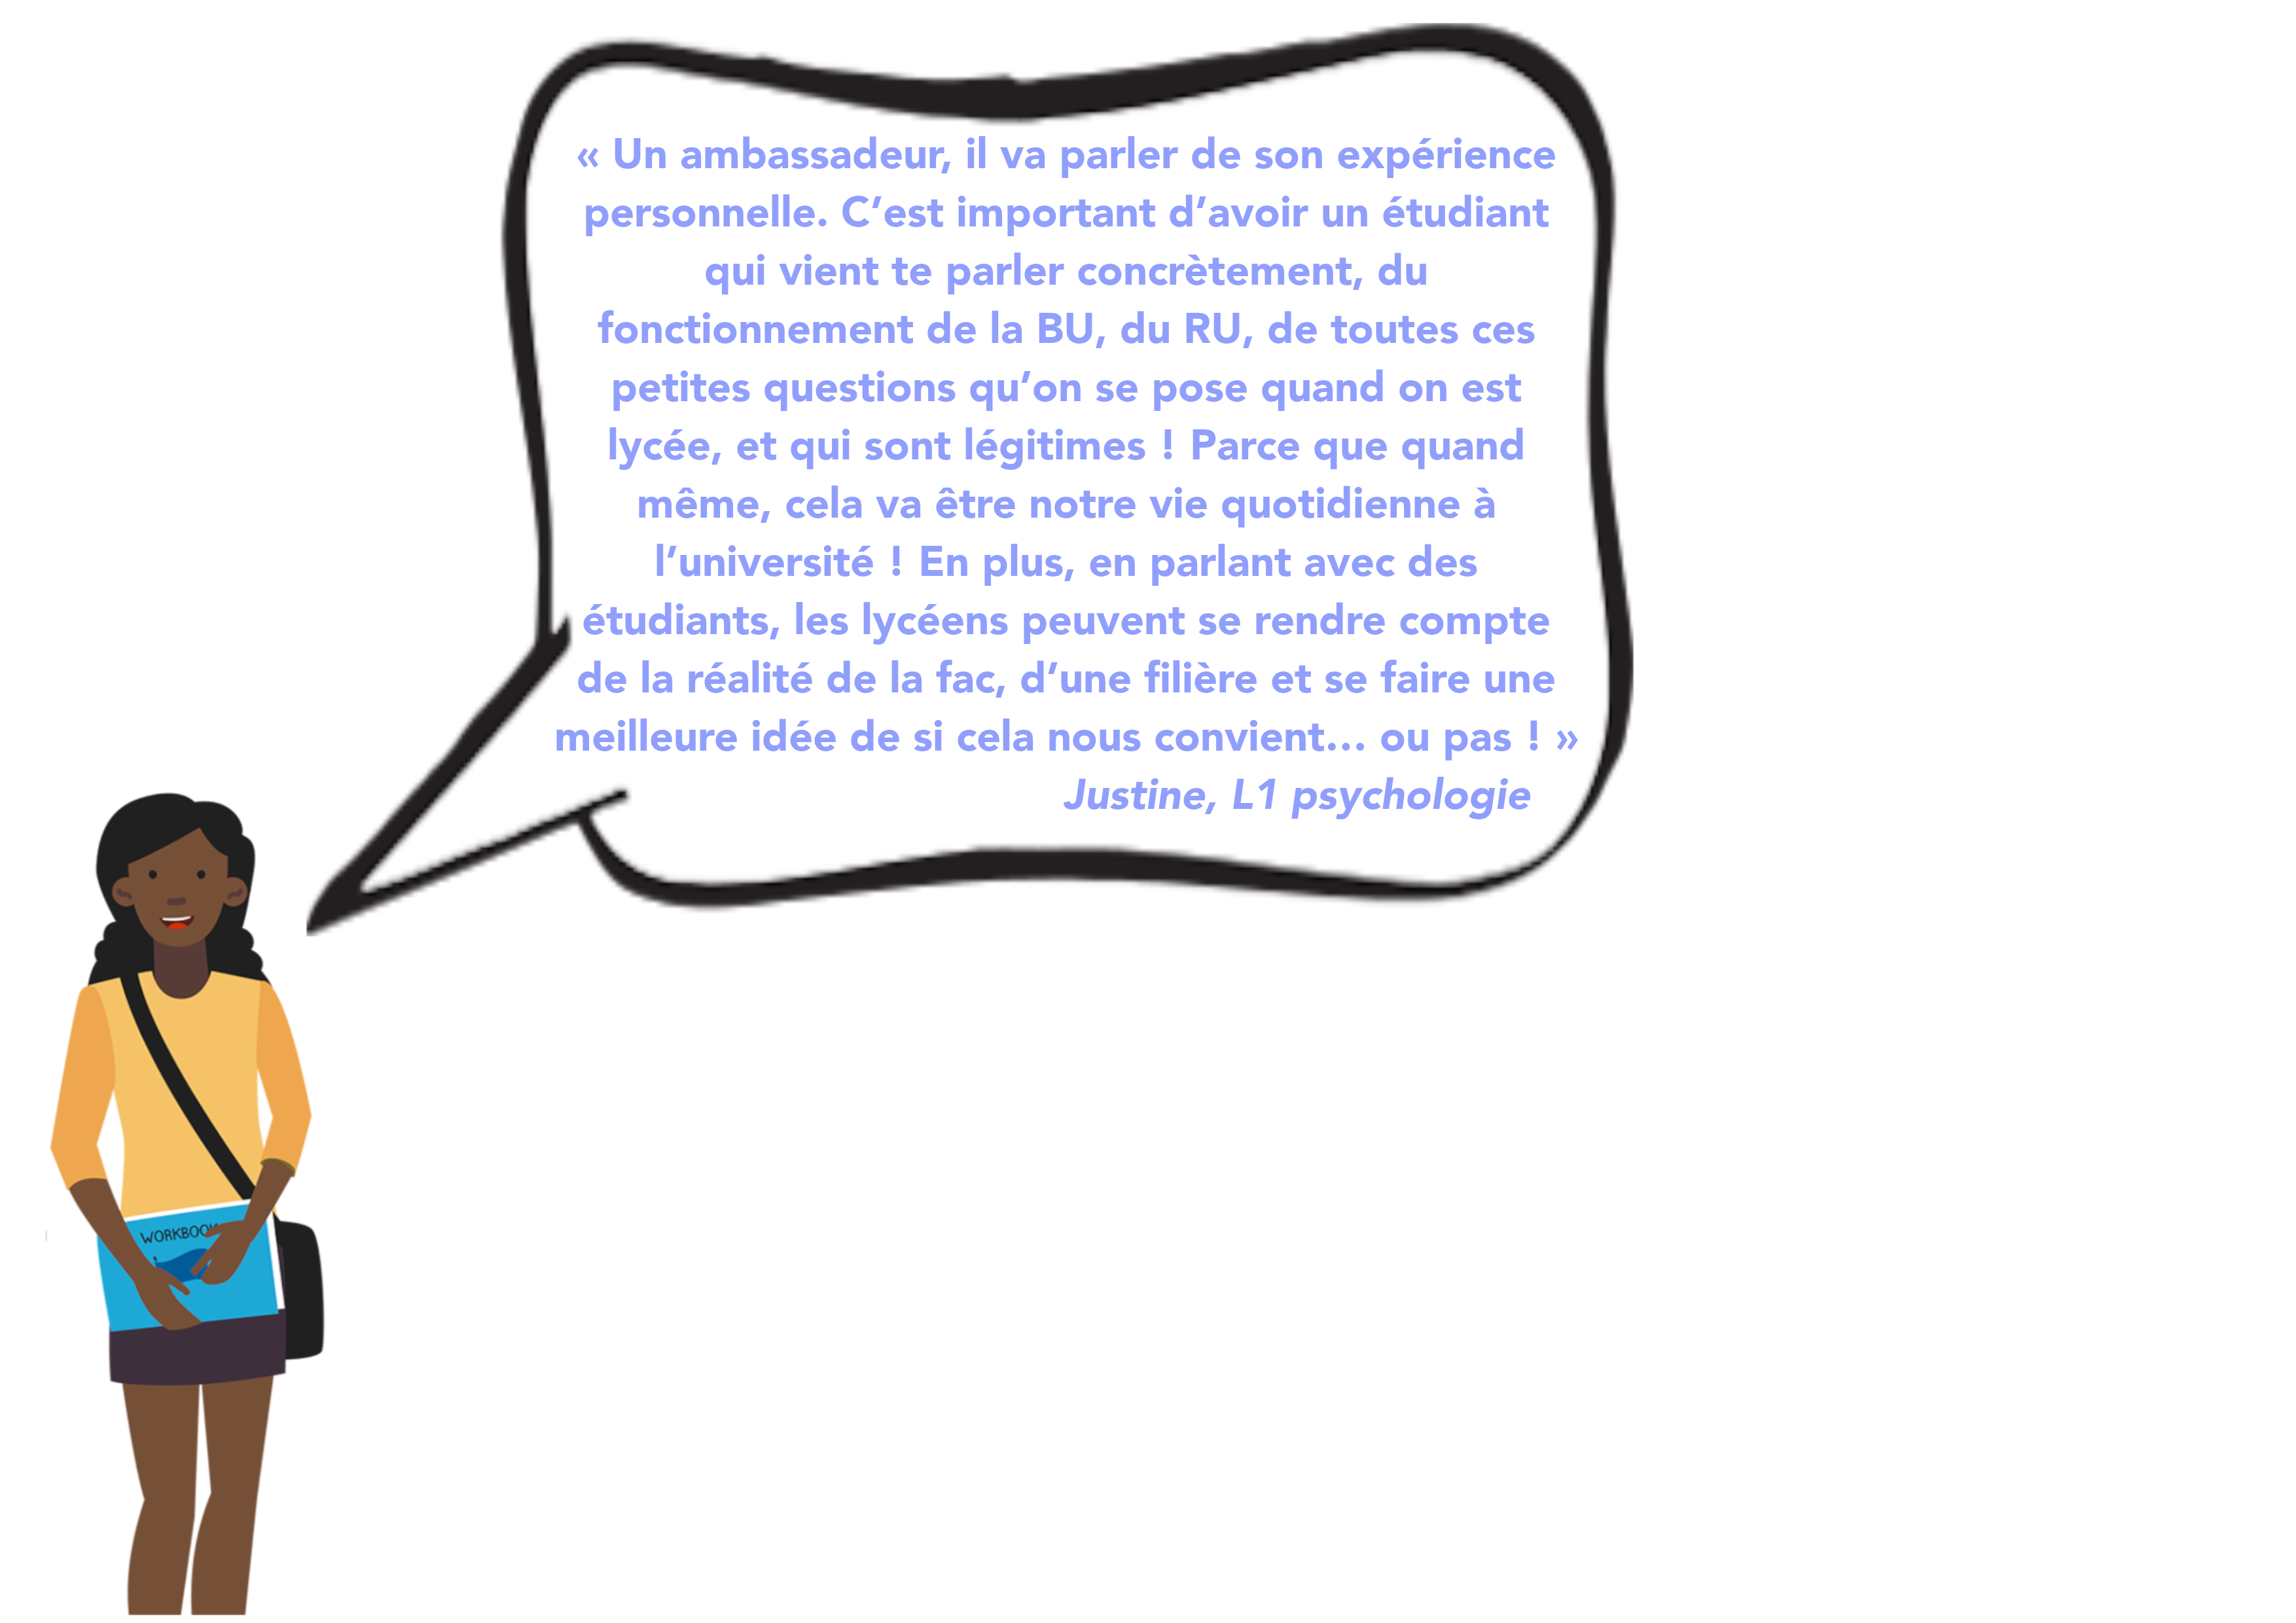 « Un ambassadeur, il va parler de son expérience
personnelle. C’est important d’avoir un étudiant
qui vient te parler concrètement, du
fonctionnement de la BU, du RU, de toutes ces
petites questions qu’on se pose quand on est
lycée, et qui sont légitimes ! Parce que quand
même, cela va être notre vie quotidienne à
l’université ! En plus, en parlant avec des
étudiants, les lycéens peuvent se rendre compte
de la réalité de la fac, d’une filière et se faire une
meilleure idée de si cela nous convient… ou pas ! »
Justine, L1 psychologie
WORKBOOK